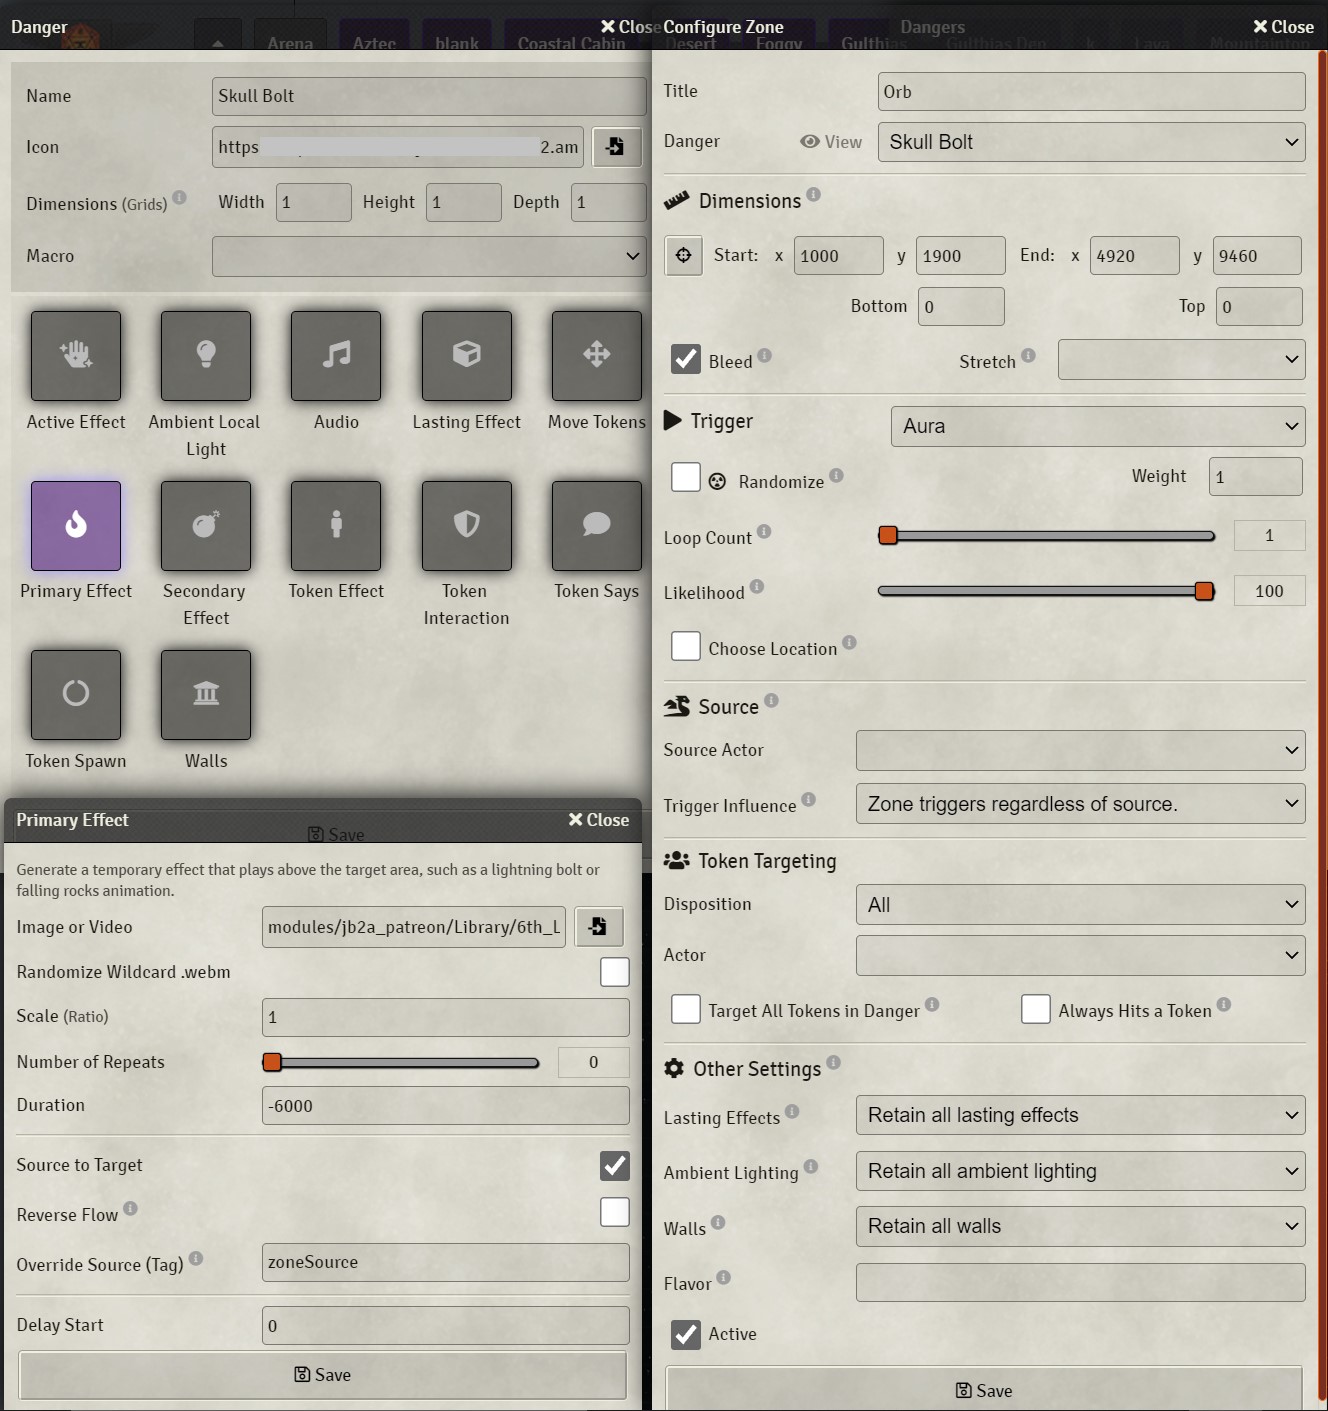 Danger
Close
Configure Zone
Dangers
Close
Arena
Aztec
blank
Coastal Cabin
Desert
Foggy
Gulthias
Gulthias Deg
Lava
Mountaintop
Name
Skull Bolt
Icon
https
2.am
Dimensions (Grids)
Width
1
Height
1
Depth
1
Macro
Active Effect
Ambient Local
Light
Audio
Lasting Effect
Move Tokens
Primary Effect
Secondary
Effect
Token Effect
Token
Interaction
Token Says
Token Spawn
Walls
Primary Effect
Close
Save
Generate a temporary effect that plays above the target area, such as a lightning bolt or
falling rocks animation.
Image or Video
modules/jb2a_patreon/Library/6th_L
Randomize Wildcard .webm
Scale (Ratio)
1
Number of Repeats
0
Duration
-6000
Source to Target
Reverse Flow
Override Source (Tag)
zoneSource
Delay Start
0
Save
Title
Orb
Danger
View
Skull Bolt
Dimensions
Start:
x
1000
y
1900
End:
x
4920
y
9460
Bottom
0
Top
0
Bleed
Stretch
Trigger
Aura
Randomize
Weight
1
Loop Count
1
Likelihood
100
Choose Location
Source
Source Actor
Trigger Influence
Zone triggers regardless of source.
Token Targeting
Disposition
All
Actor
Target All Tokens in Danger
Always Hits a Token
Other Settings
Lasting Effects
Retain all lasting effects
Ambient Lighting
Retain all ambient lighting
Walls
Retain all walls
Flavor
Active
Save